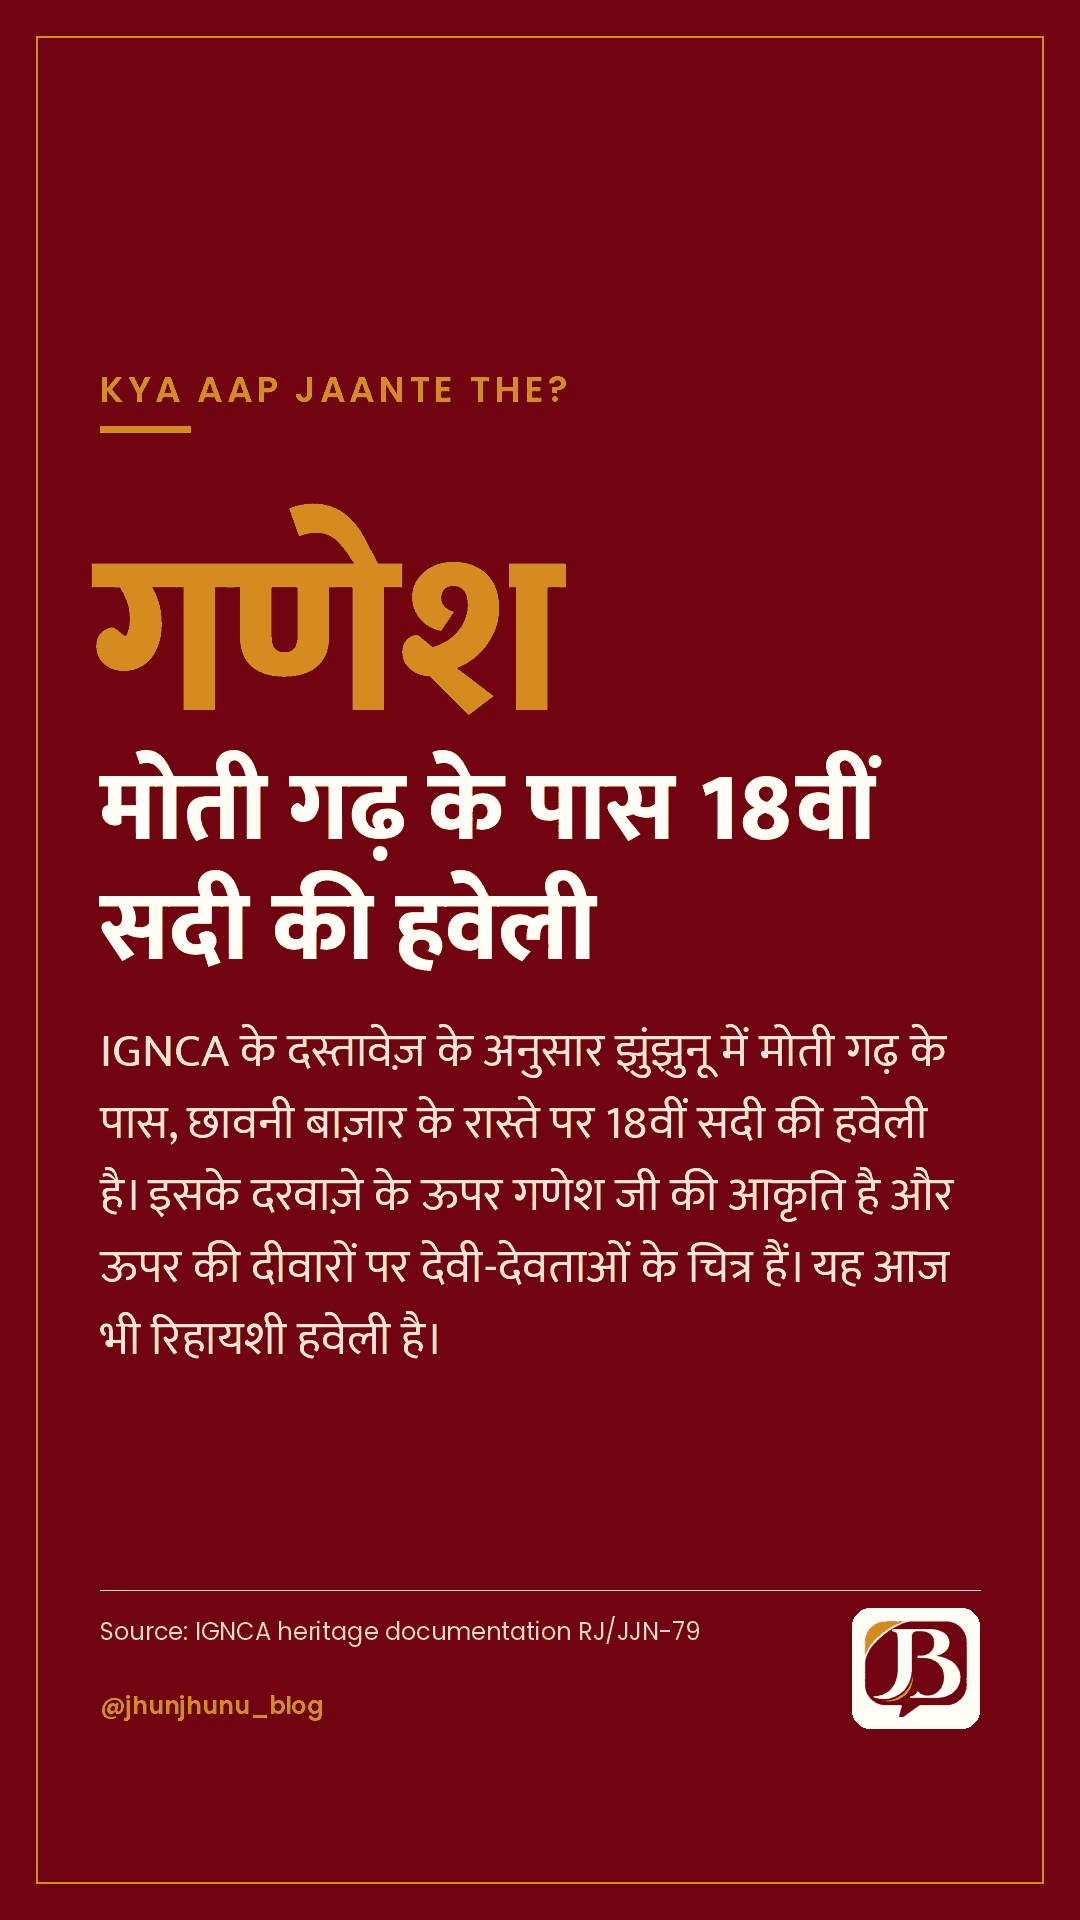 KYA AAP JAANTE THE?
गणेश
मोती गढ़ के पास 18वीं
सदी की हवेली
IGNCA के दस्तावेज़ के अनुसार झुंझुनू में मोती गढ़ के
पास, छावनी बाज़ार के रास्ते पर 18वीं सदी की हवेली
है। इसके दरवाज़े के ऊपर गणेश जी की आकृति है और
ऊपर की दीवारों पर देवी-देवताओं के चित्र हैं। यह आज
भी रिहायशी हवेली है।
Source: IGNCA heritage documentation RJ/JJN-79
JB
@jhunjhunu_blog